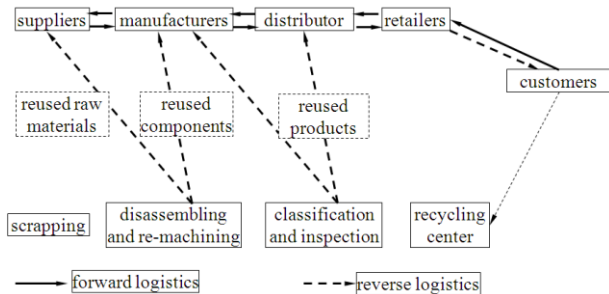 suppliers manufacturers distributor retailers
customers
reused raw
materials
reused
components
reused
products
scrapping
disassembling
and re-machining
classification
and inspection
recycling
center
forward logistics
reverse logistics